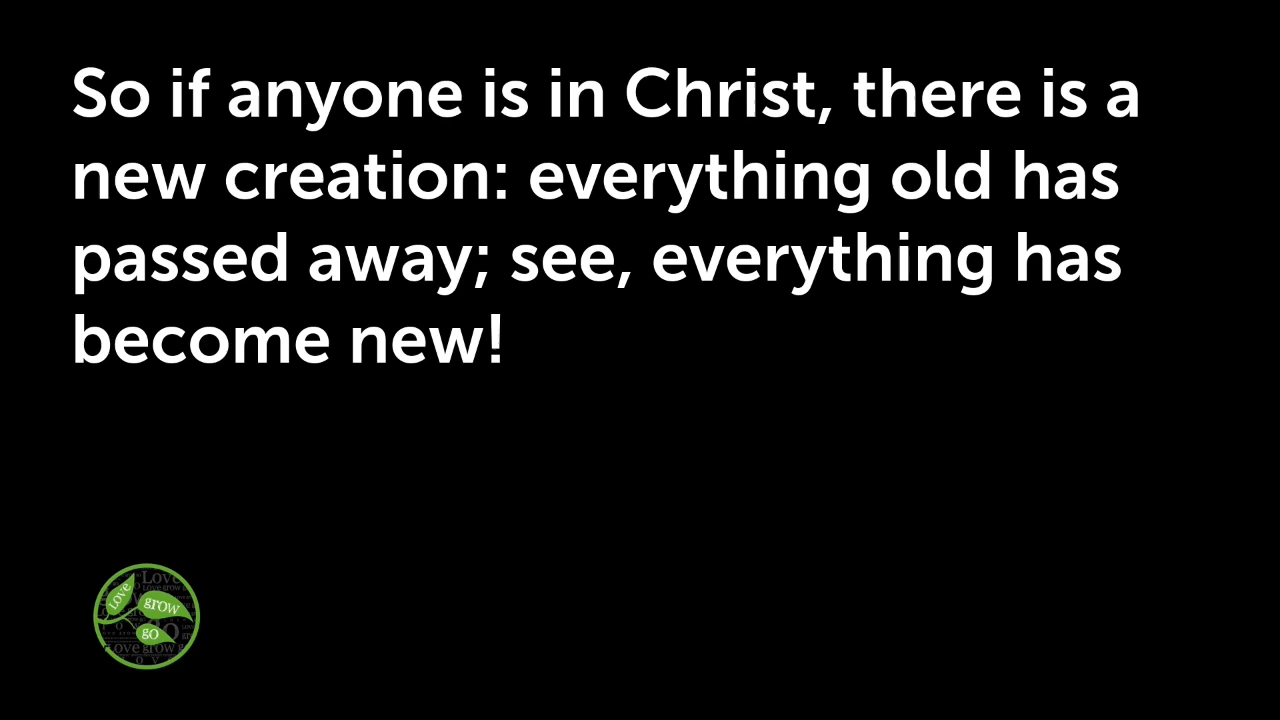 So if anyone is in Christ, there is a
new creation: everything old has
passed away; see, everything has
become new!
Love
grow
go